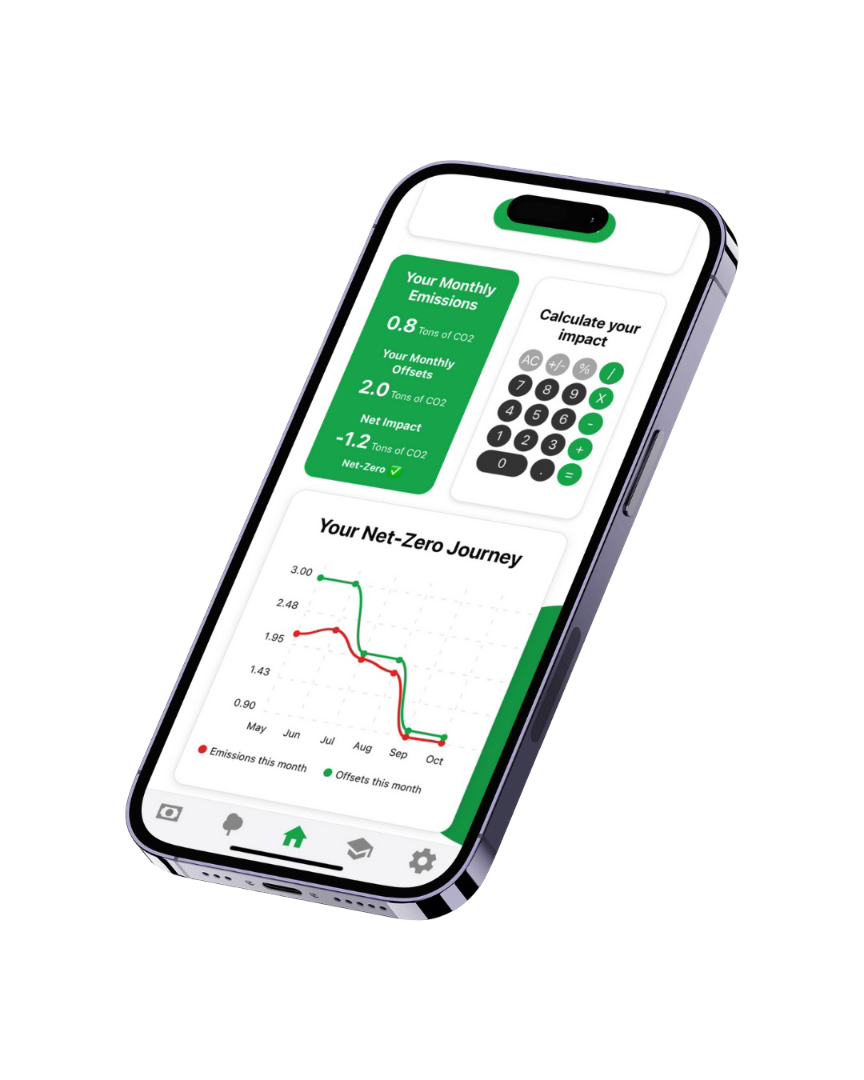 Your Monthly
Emissions
0.8 Tons of CO2
Your Monthly
Offsets
2.0 Tons of CO2
Net Impact
-1.2 Tons of CO2
Net-Zero ✅
Calculate your
impact
AC +/- % /
7 8 9 X
4 5 6 -
1 2 3 +
0 . =
Your Net-Zero Journey
3.00
2.48
1.95
1.43
0.90
May Jun Jul Aug Sep Oct
Emissions this month Offsets this month